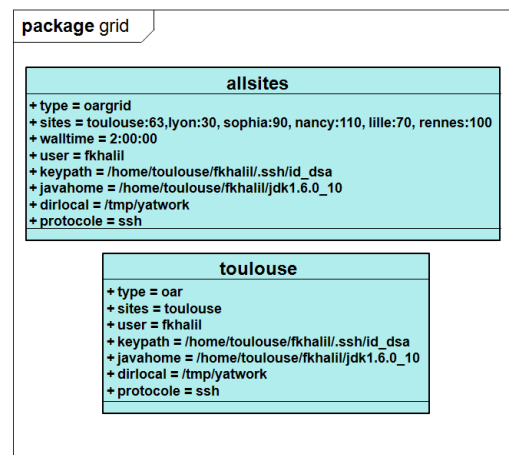 package grid
allsites
+ type = oargrid
+ sites = toulouse:63,lyon:30, sophia:90, nancy:110, lille:70, rennes:100
+ walltime = 2:00:00
+ user = fkhalil
+ keypath = /home/toulouse/fkhalil/.ssh/id_dsa
+ javahome = /home/toulouse/fkhalil/jdk1.6.0_10
+ dirlocal = /tmp/yatwork
+ protocole = ssh
toulouse
+ type = oar
+ sites = toulouse
+ user = fkhalil
+ keypath = /home/toulouse/fkhalil/.ssh/id_dsa
+ javahome = /home/toulouse/fkhalil/jdk1.6.0_10
+ dirlocal = /tmp/yatwork
+ protocole = ssh